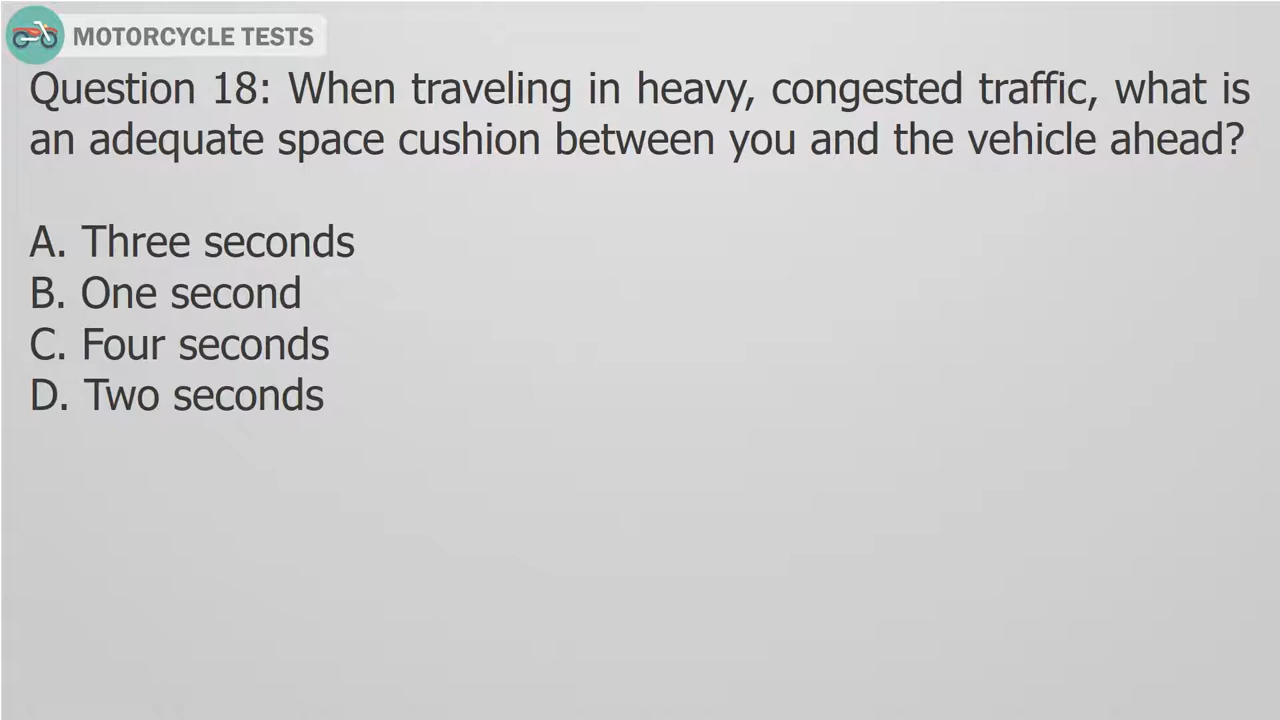 MOTORCYCLE TESTS
Question 18: When traveling in heavy, congested traffic, what is
an adequate space cushion between you and the vehicle ahead?
A. Three seconds
B. One second
C. Four seconds
D. Two seconds